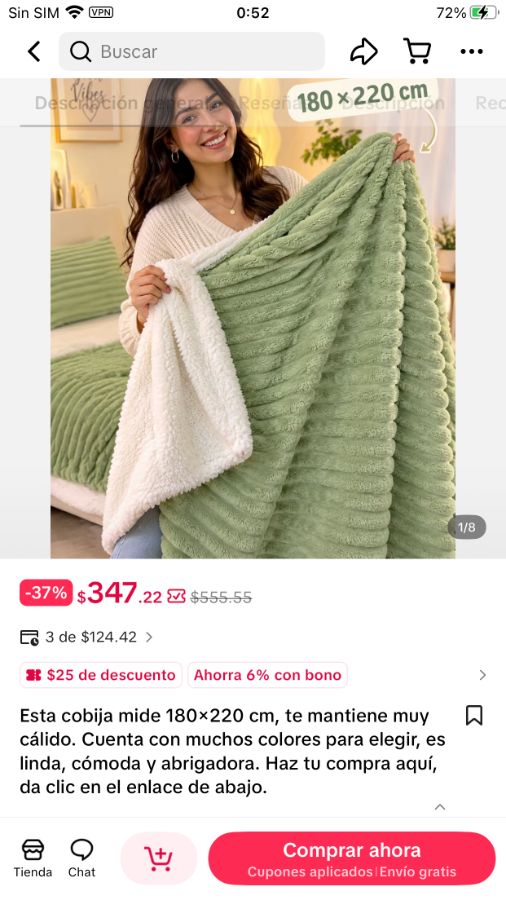 Sin SIM VPN 0:52 72%
Buscar
Descripción general Reseñas Descripción Rec
Vibes
180×220 cm
1/8
-37% $347.22 $555.55
3 de $124.42
$25 de descuento Ahorra 6% con bono
Esta cobija mide 180×220 cm, te mantiene muy
cálido. Cuenta con muchos colores para elegir, es
linda, cómoda y abrigadora. Haz tu compra aquí,
da clic en el enlace de abajo.
Tienda Chat
Comprar ahora
Cupones aplicados | Envío gratis